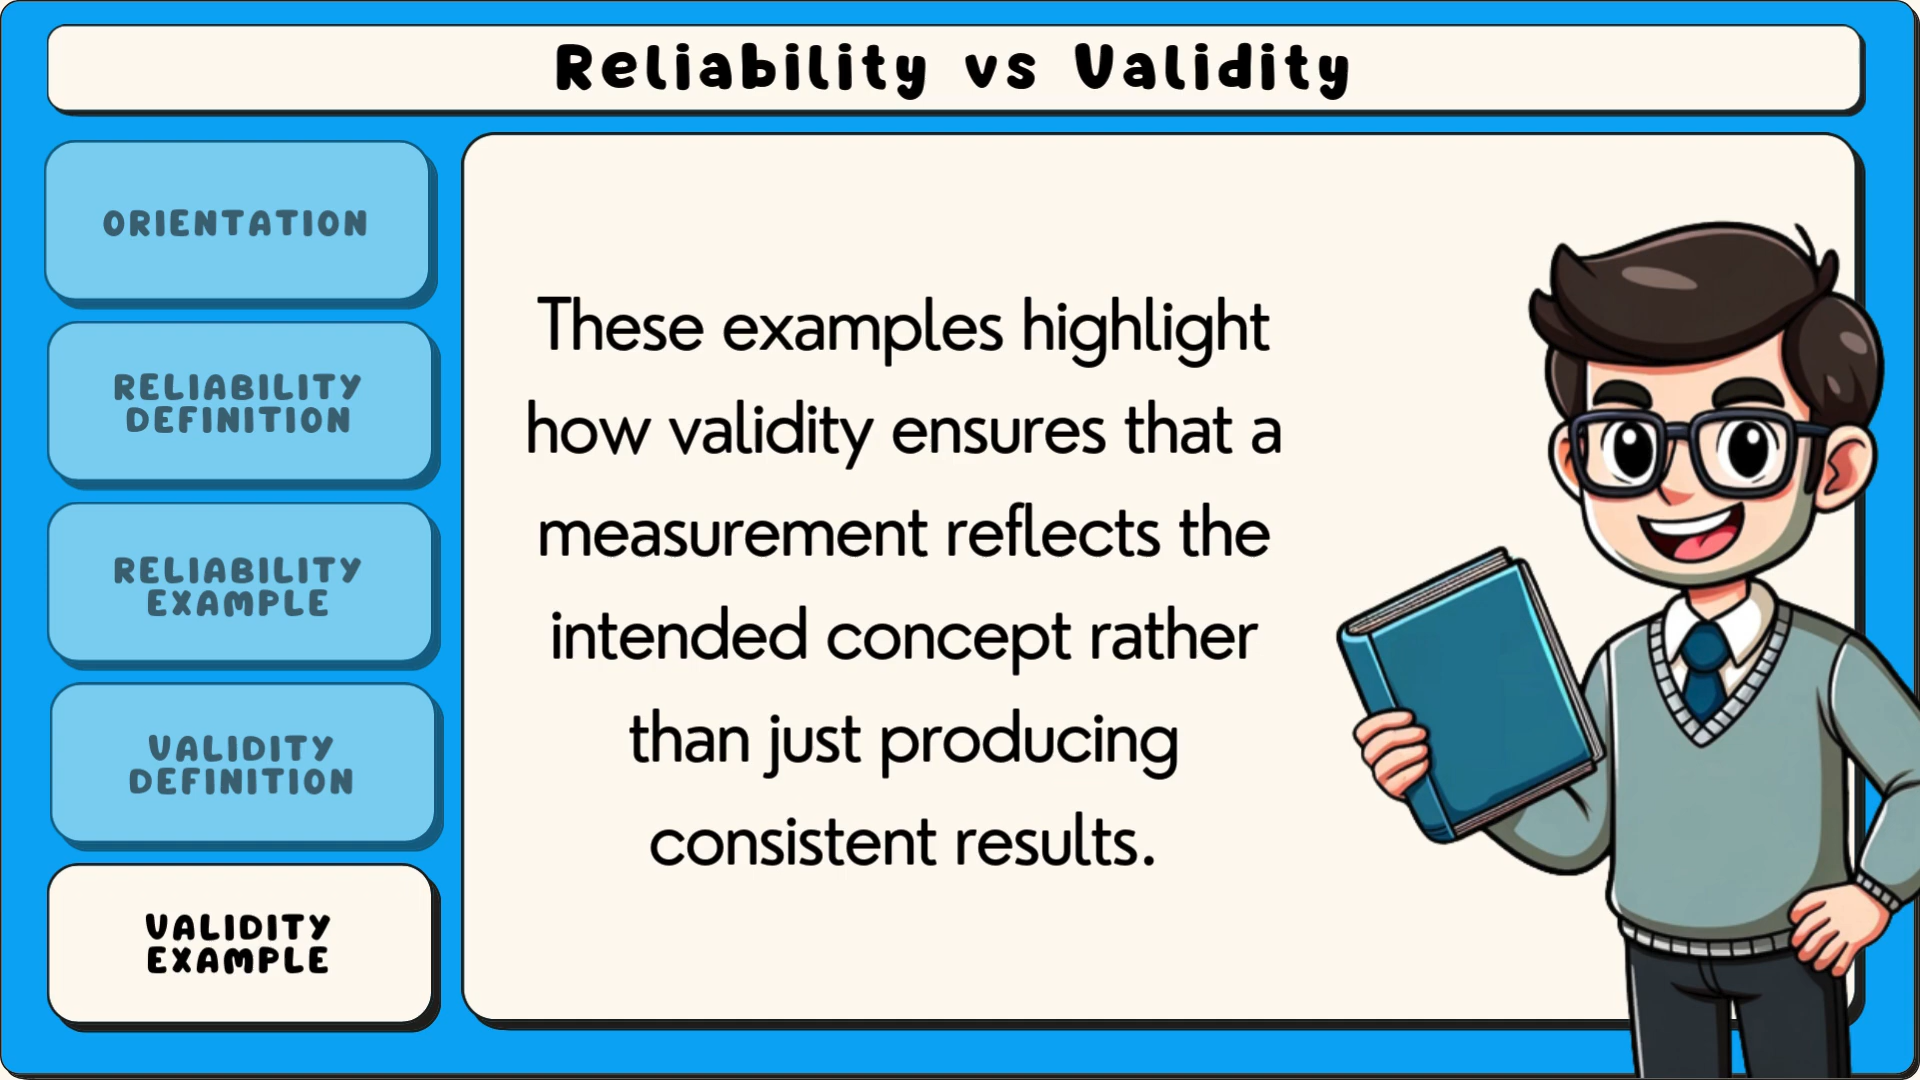 Reliability vs Validity
ORIENTATION
RELIABILITY
DEFINITION
RELIABILITY
EXAMPLE
VALIDITY
DEFINITION
VALIDITY
EXAMPLE
These examples highlight
how validity ensures that a
measurement reflects the
intended concept rather
than just producing
consistent results.